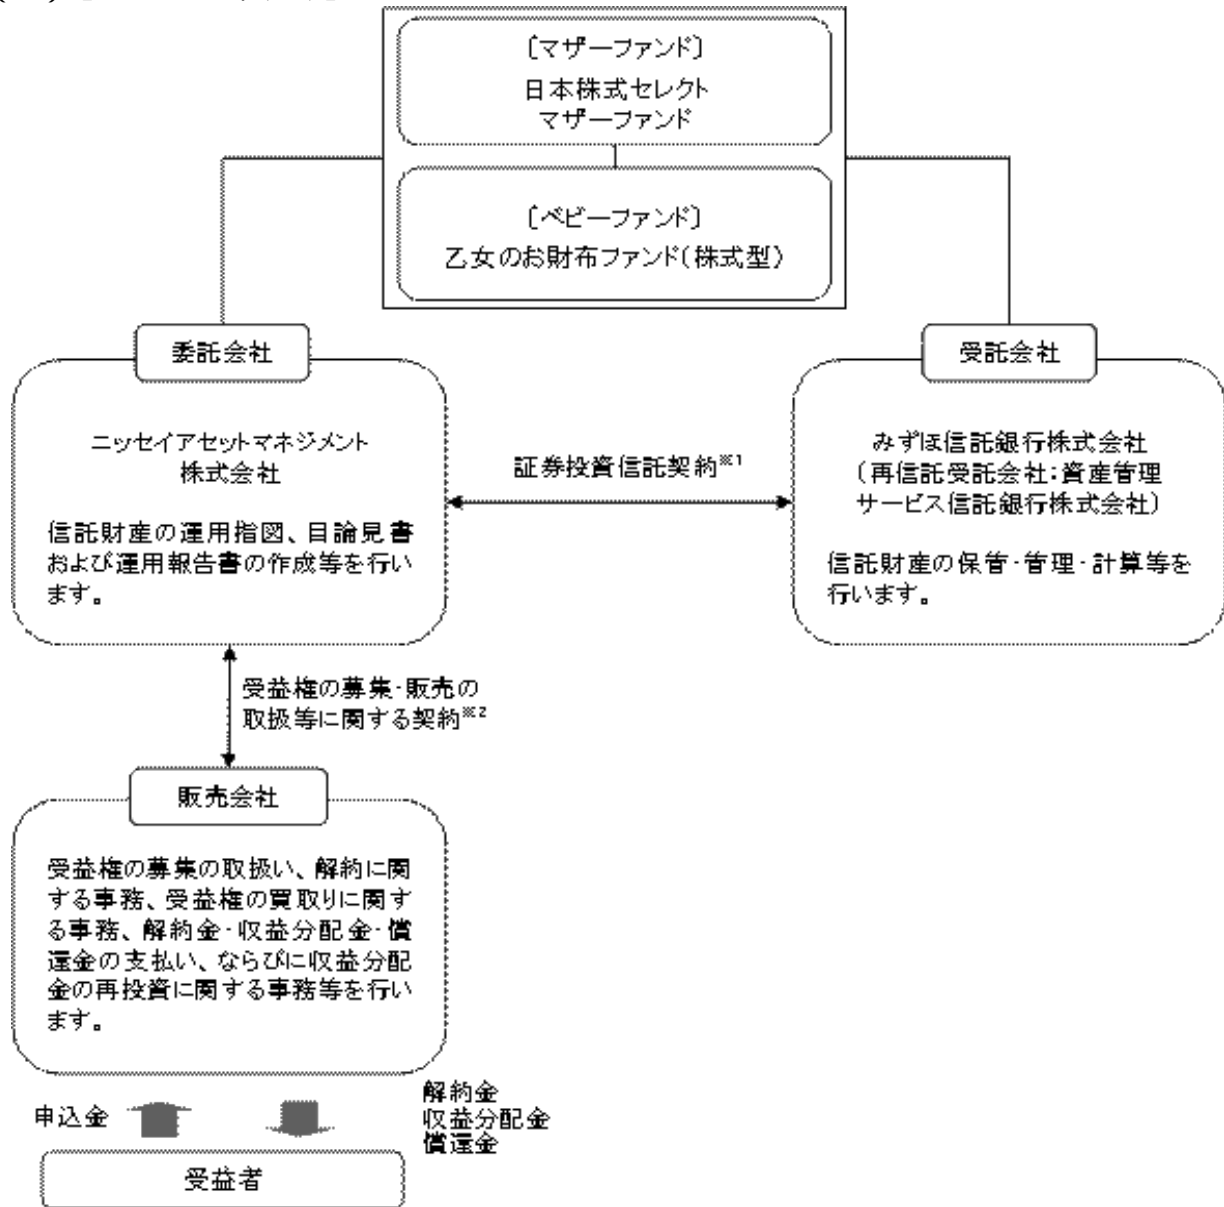 〔マザーファンド〕
日本株式セレクト
マザーファンド
〔ベビーファンド〕
乙女のお財布ファンド(株式型)
委託会社
ニッセイアセットマネジメント
株式会社
信託財産の運用指図、目論見書
および運用報告書の作成等を行い
ます。
証券投資信託契約※1
受託会社
みずほ信託銀行株式会社
(再信託受託会社:資産管理
サービス信託銀行株式会社)
信託財産の保管・管理・計算等を
行います。
受益権の募集・販売の
取扱等に関する契約※2
販売会社
受益権の募集の取扱い、解約に関
する事務、受益権の買取りに関す
る事務、解約金・収益分配金・償
還金の支払い、ならびに収益分配
金の再投資に関する事務等を行い
ます。
申込金
解約金
収益分配金
償還金
受益者